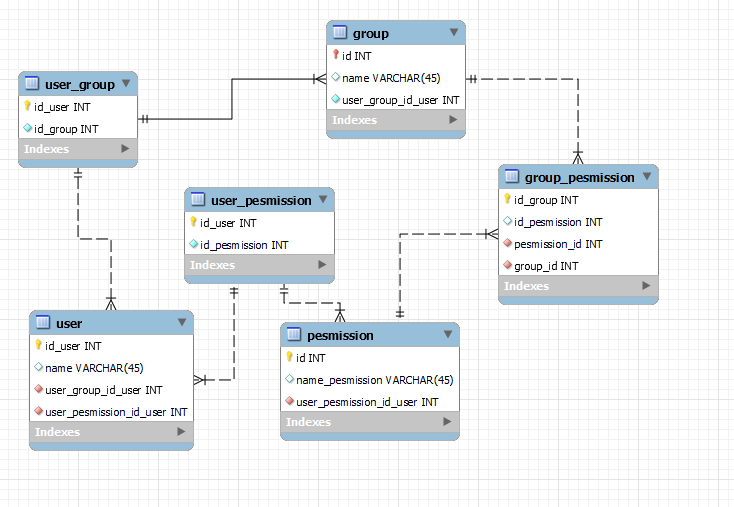 group
id INT
name VARCHAR(45)
user_group_id_user INT
Indexes
user_group
id_user INT
id_group INT
Indexes
group_pesmission
id_group INT
id_pesmission INT
pesmission_id INT
group_id INT
Indexes
user_pesmission
id_user INT
id_pesmission INT
Indexes
user
id_user INT
name VARCHAR(45)
user_group_id_user INT
user_pesmission_id_user INT
Indexes
pesmission
id INT
name_pesmission VARCHAR(45)
user_pesmission_id_user INT
Indexes